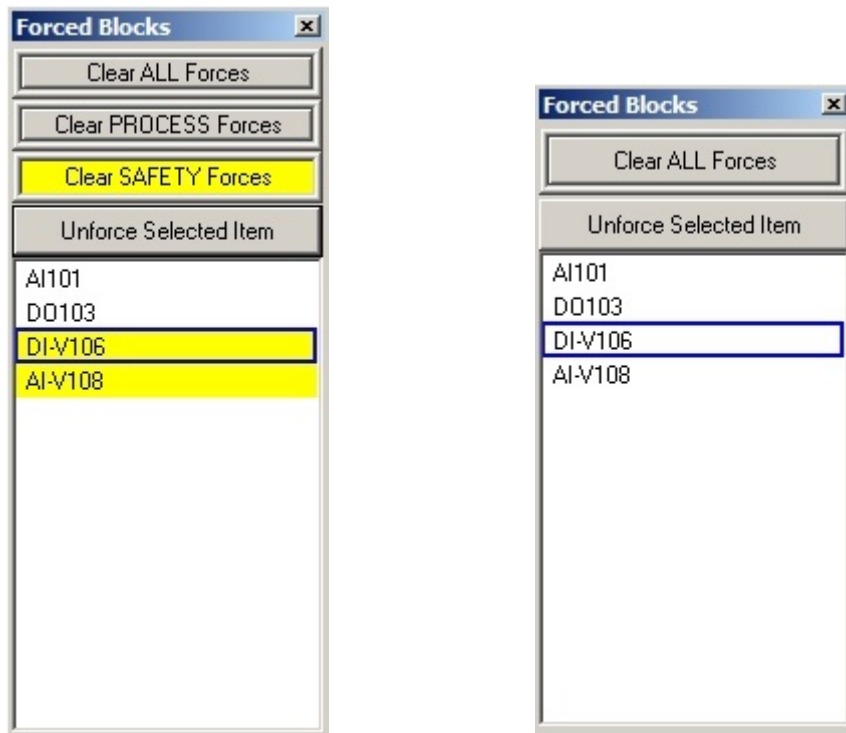 Forced Blocks
Clear ALL Forces
Clear PROCESS Forces
Clear SAFETY Forces
Unforce Selected Item
AI101
DO103
DI-V106
AI-V108
Forced Blocks
Clear ALL Forces
Unforce Selected Item
AI101
DO103
DI-V106
AI-V108